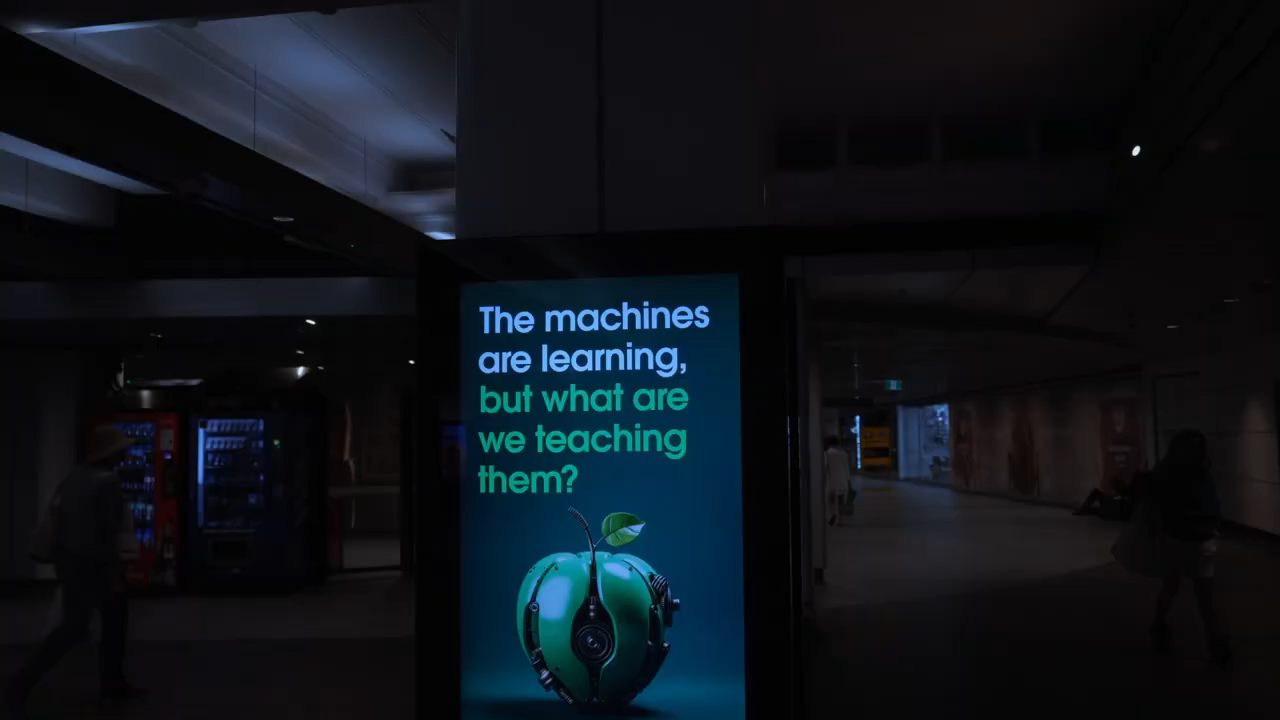 The machines
are learning,
but what are
we teaching
them?